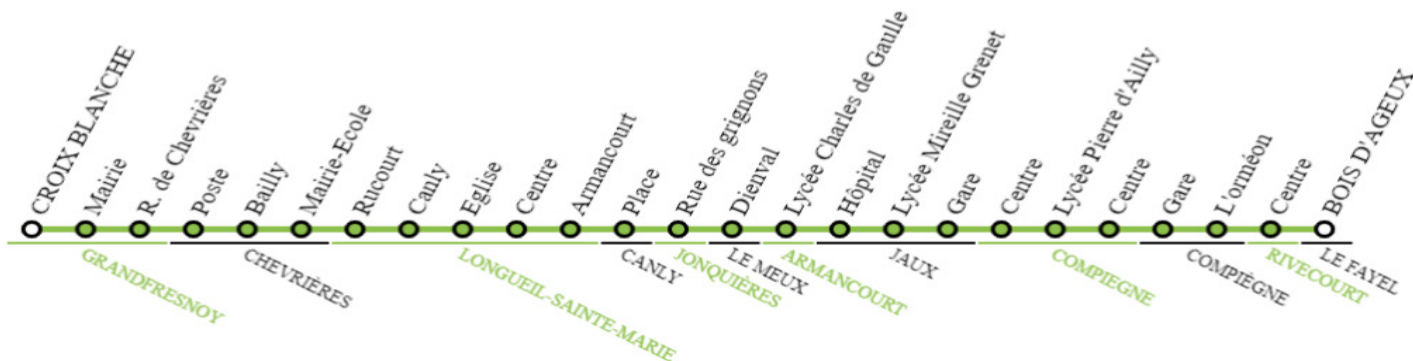 CROIX BLANCHE
Mairie
R. de Chevrières
Poste
Bailly
Mairie-Ecole
Rucourt
Canly
Eglise
Centre
Armancourt
Place
Rue des grignons
Dienval
Lycée Charles de Gaulle
Hôpital
Lycée Mireille Grenet
Gare
Centre
Lycée Pierre d'Ailly
Centre
Gare
L'orméon
Centre
BOIS D'AGEUX
GRANDFRESNOY
CHEVRIÈRES
LONGUEIL-SAINTE-MARIE
CANLY
JONQUIÈRES
LE MEUX
ARMANCOURT
JAUX
COMPIEGNE
COMPIÈGNE
RIVECOURT
LE FAYEL